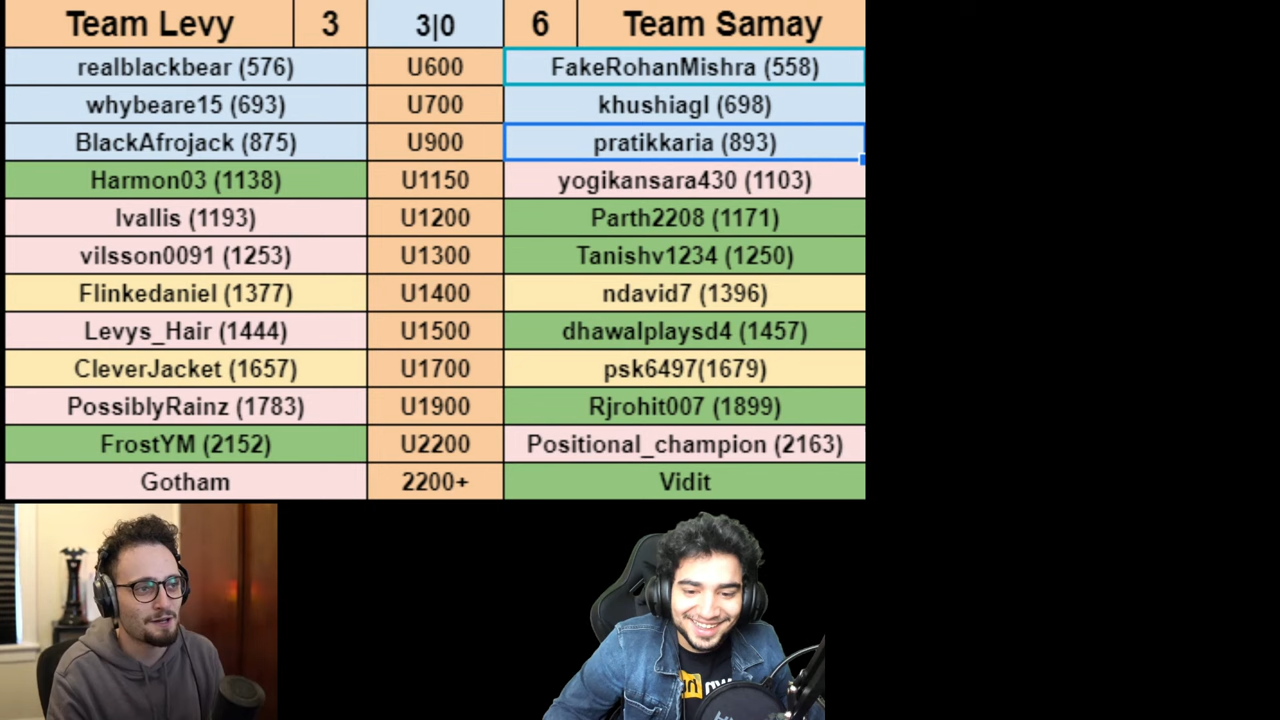 Team Levy 3 3|0 6 Team Samay
realblackbear (576) U600 FakeRohanMishra (558)
whybeare15 (693) U700 khushiagl (698)
BlackAfrojack (875) U900 pratikkaria (893)
Harmon03 (1138) U1150 yogikansara430 (1103)
Ivallis (1193) U1200 Parth2208 (1171)
vilsson0091 (1253) U1300 Tanishv1234 (1250)
Flinkedaniel (1377) U1400 ndavid7 (1396)
Levys_Hair (1444) U1500 dhawalplaysd4 (1457)
CleverJacket (1657) U1700 psk6497(1679)
PossiblyRainz (1783) U1900 Rjrohit007 (1899)
FrostYM (2152) U2200 Positional_champion (2163)
Gotham 2200+ Vidit